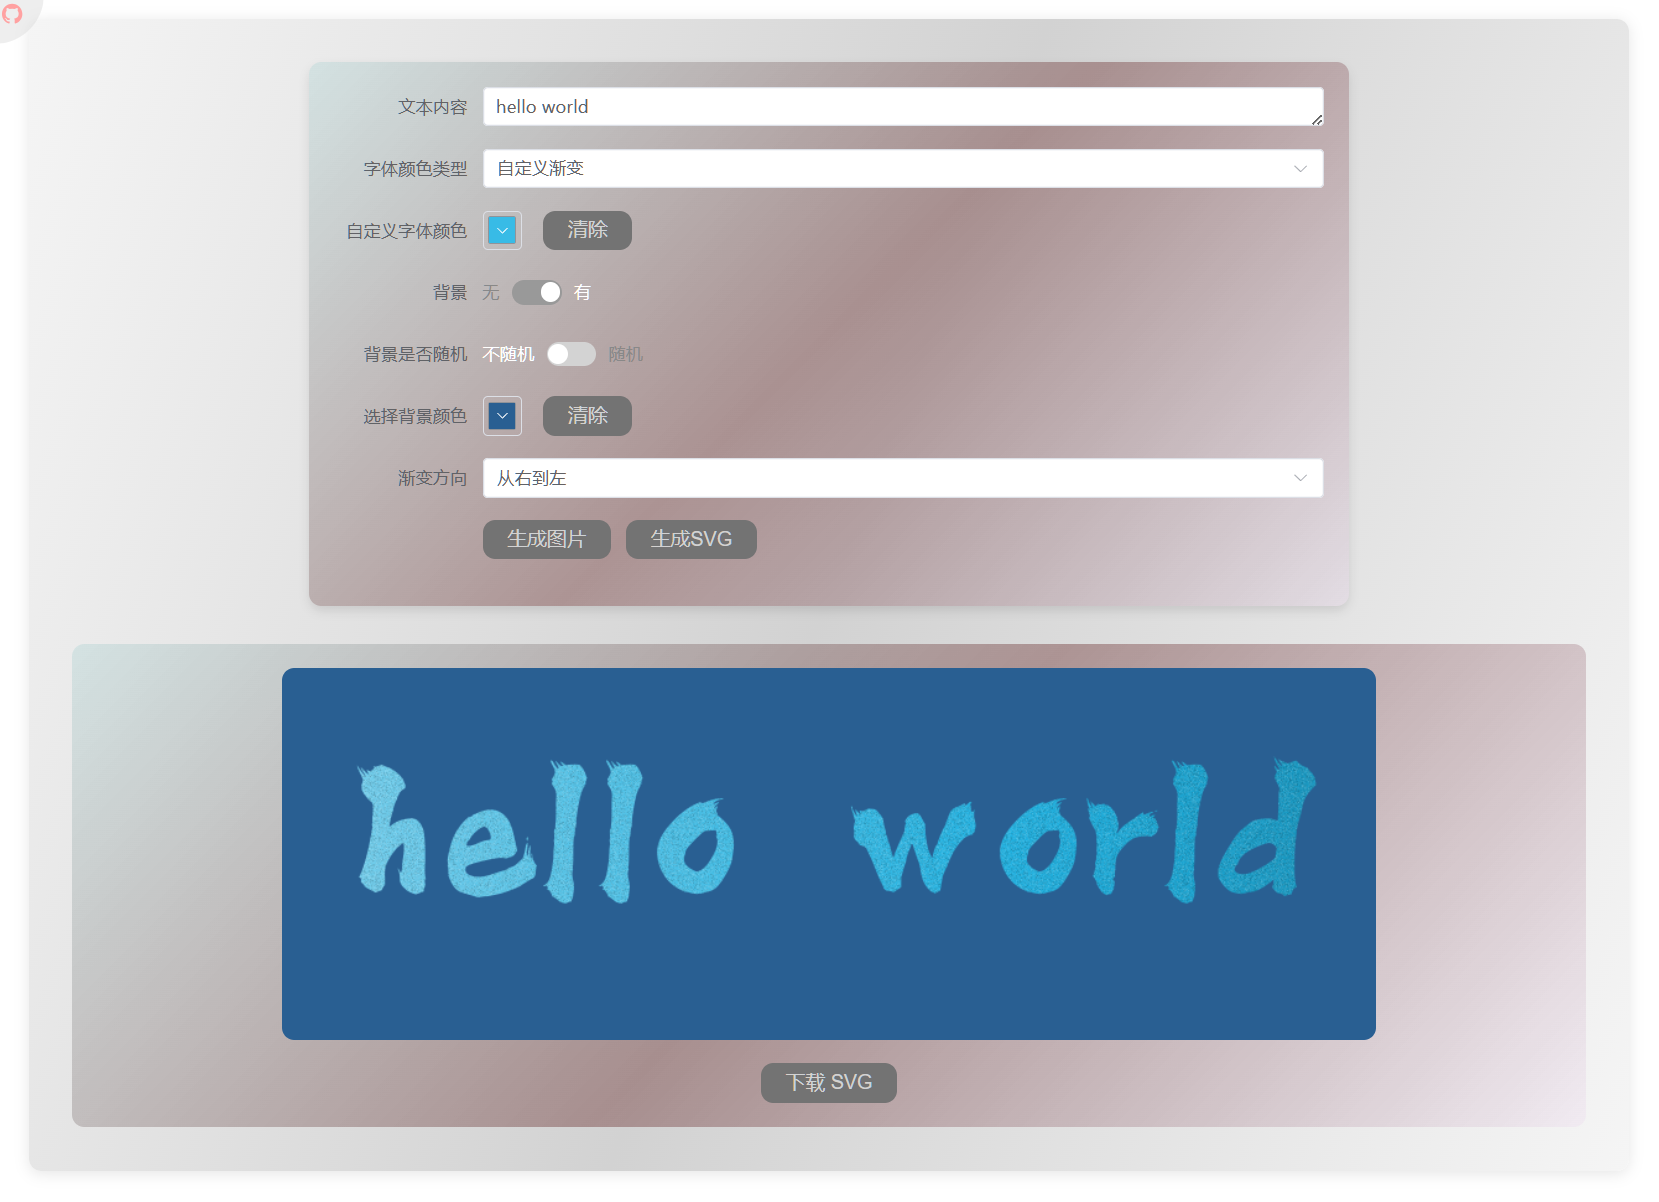 文本内容 hello world
字体颜色类型 自定义渐变
自定义字体颜色 清除
背景 无 有
背景是否随机 不随机 随机
选择背景颜色 清除
渐变方向 从右到左
生成图片 生成SVG
hello world
下载 SVG